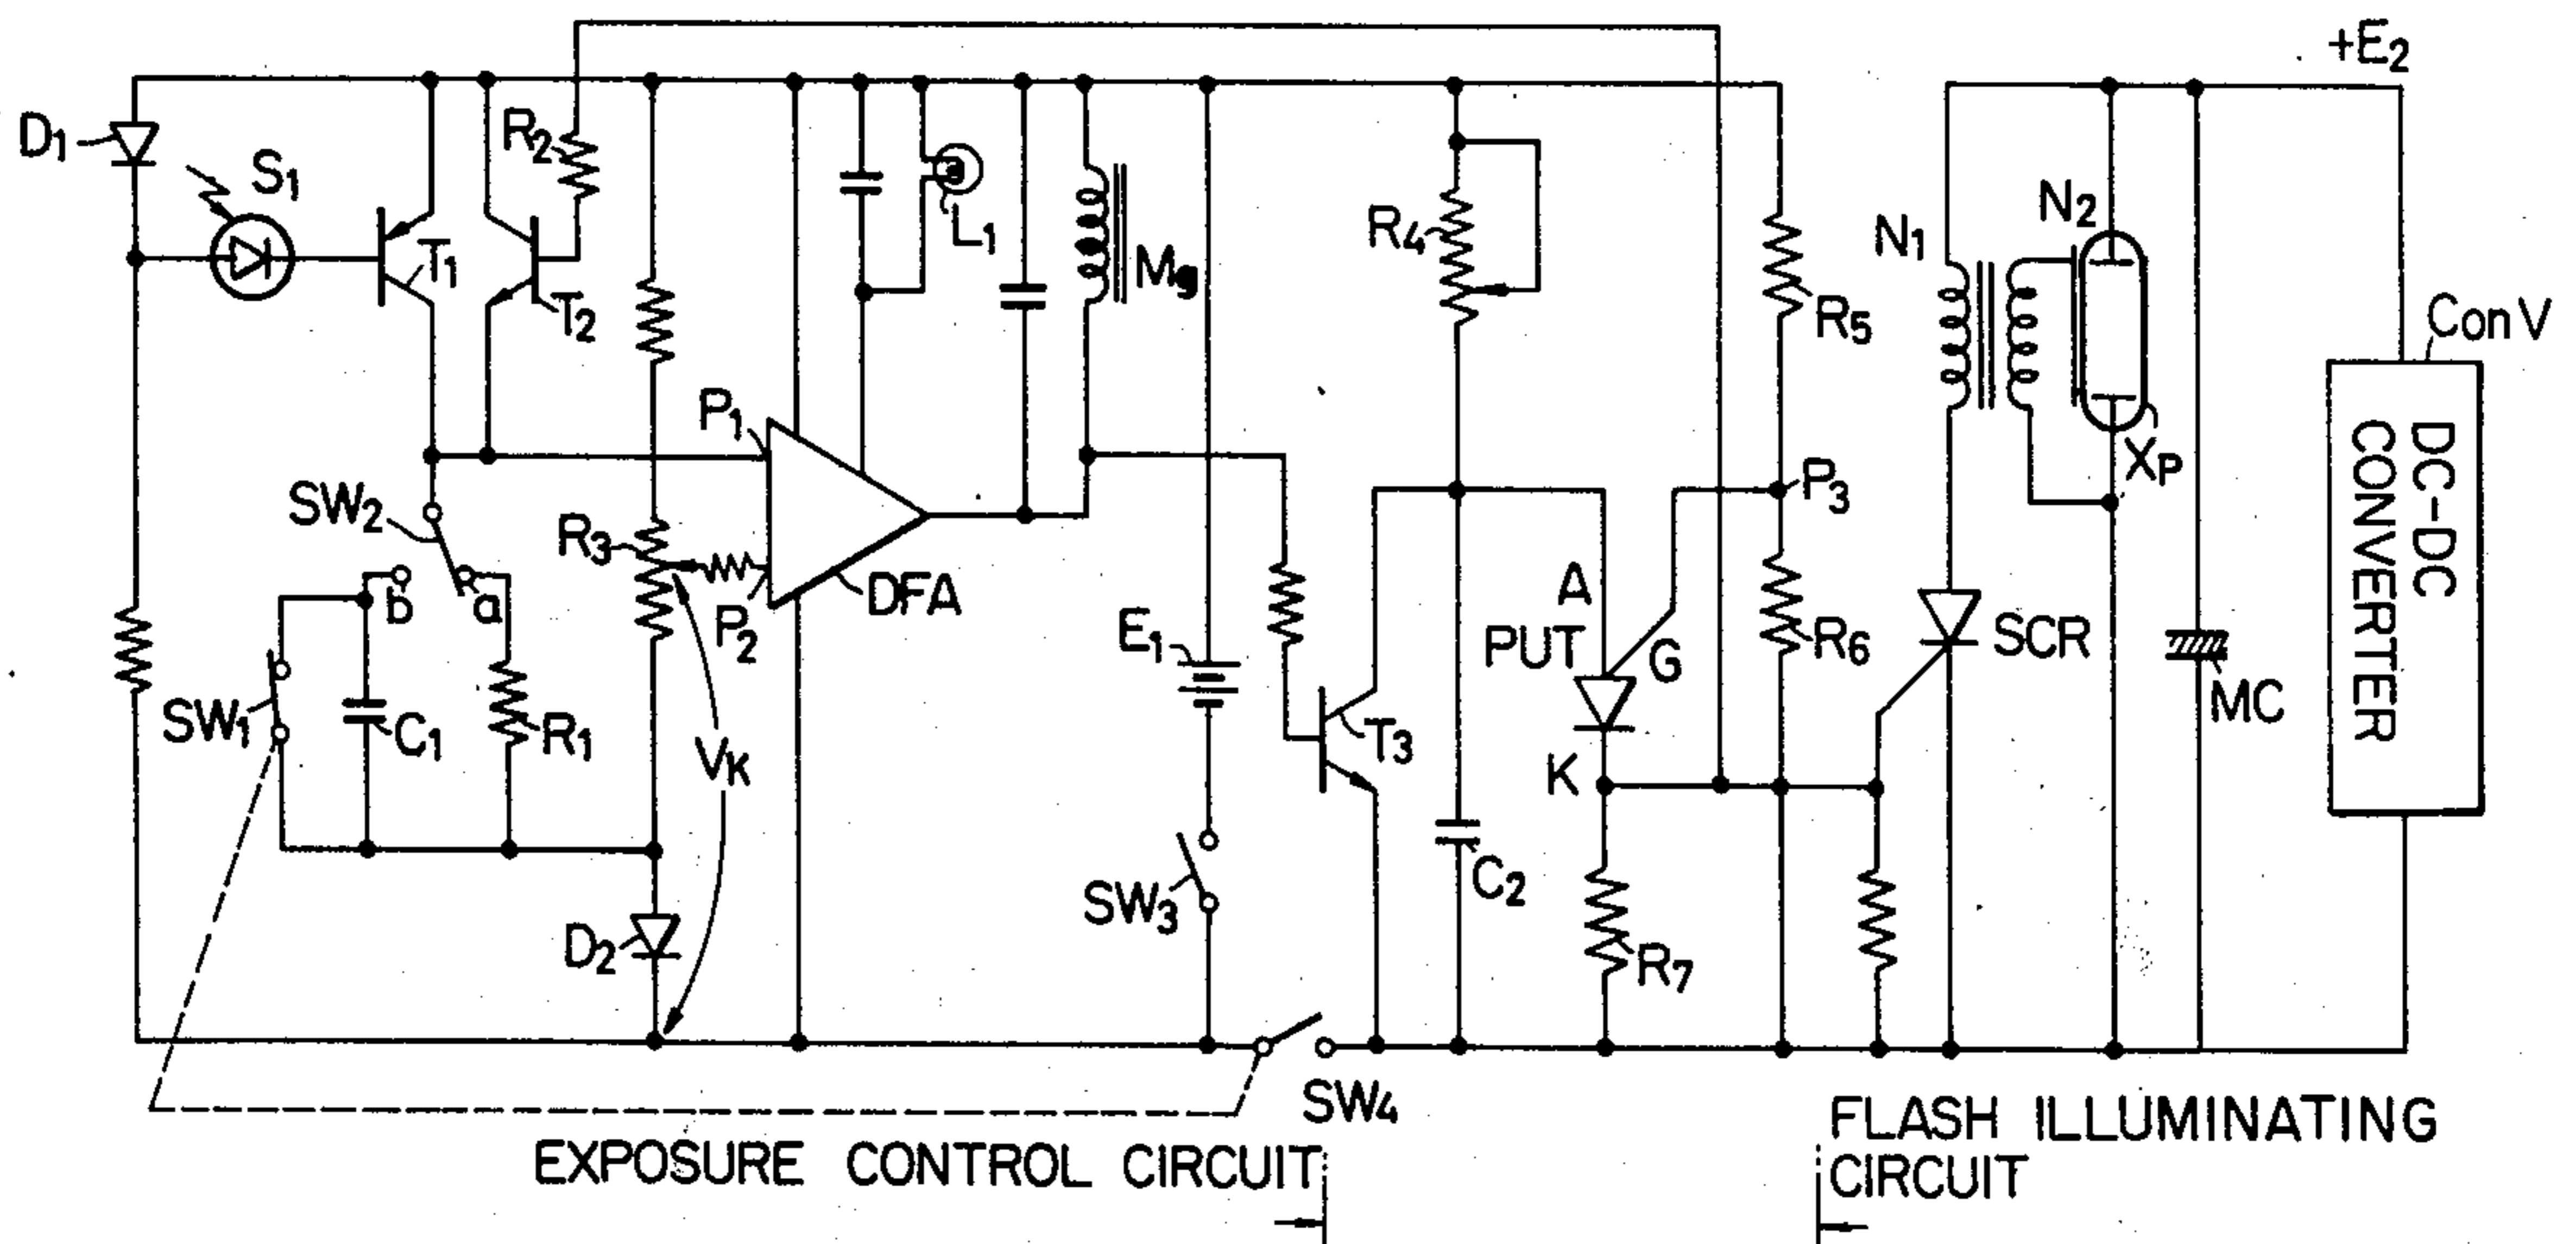 +E2
D1
S1
R2
T1
T2
L1
Mg
R4
R5
N1
N2
XP
ConV
DC-DC
CONVERTER
P1
SW2
R3
P2
DFA
b
a
SW1
C1
R1
VK
D2
E1
SW3
T3
A
PUT
G
K
P3
R6
SCR
MC
C2
R7
SW4
EXPOSURE CONTROL CIRCUIT
FLASH ILLUMINATING
CIRCUIT